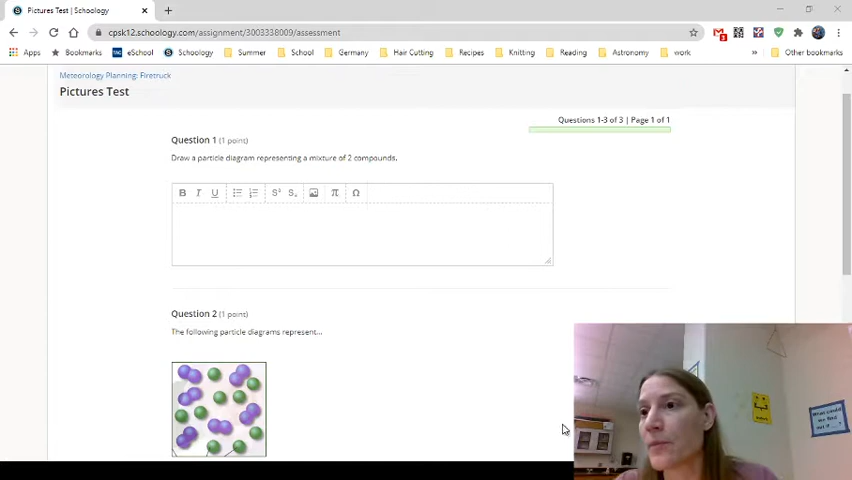 Pictures Test | Schoology
cpsk12.schoology.com/assignment/3003338009/assessment
Apps Bookmarks eSchool Schoology Summer School Germany Hair Cutting Recipes Knitting Reading Astronomy work Other bookmarks
Meteorology Planning: Firetruck
Pictures Test
Questions 1-3 of 3 | Page 1 of 1
Question 1 (1 point)
Draw a particle diagram representing a mixture of 2 compounds.
B I U S² Sₓ π Ω
Question 2 (1 point)
The following particle diagrams represent...